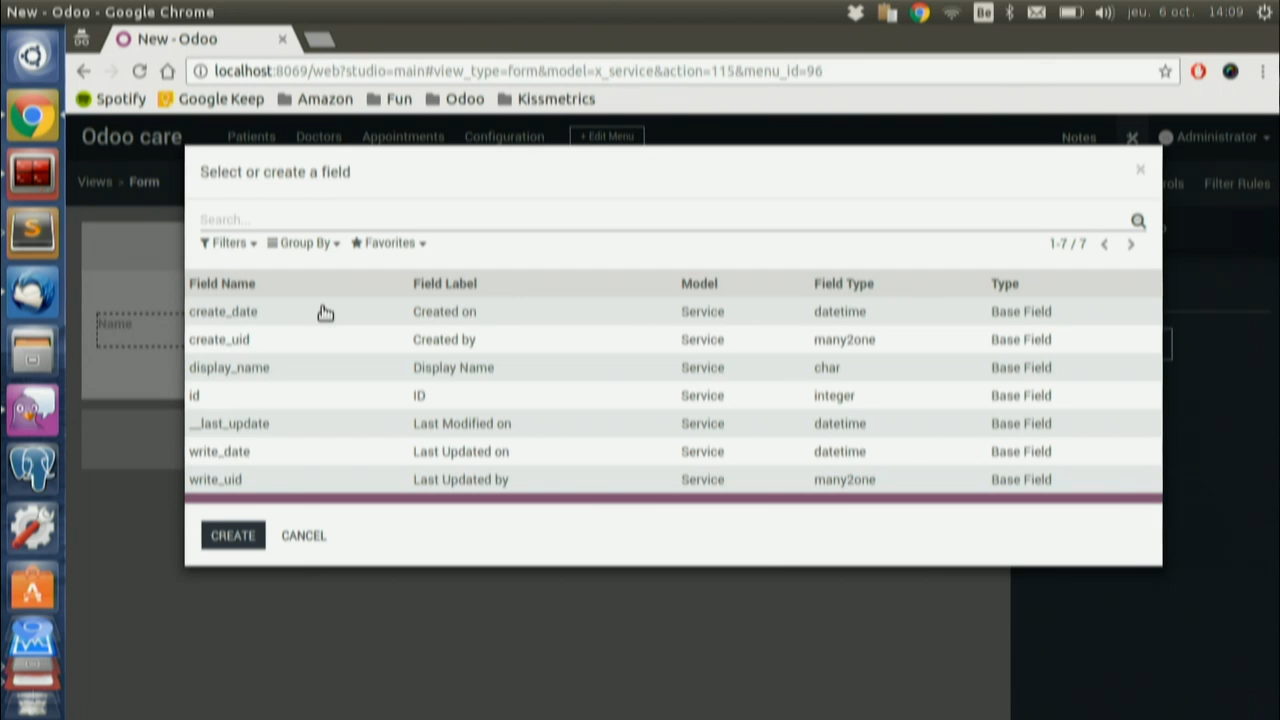 New - Odoo - Google Chrome
Be
jeu. 6 oct. 14:09
New - Odoo
localhost:8069/web?studio=main#view_type=form&model=x_service&action=115&menu_id=96
Spotify Google Keep Amazon Fun Odoo Kissmetrics
Odoo care Patients Doctors Appointments Configuration + Edit Menu Notes Administrator
Views Form
Filter Rules
Select or create a field
Search...
Filters Group By Favorites 1-7 / 7
Field Name Field Label Model Field Type Type
create_date Created on Service datetime Base Field
create_uid Created by Service many2one Base Field
display_name Display Name Service char Base Field
id ID Service integer Base Field
__last_update Last Modified on Service datetime Base Field
write_date Last Updated on Service datetime Base Field
write_uid Last Updated by Service many2one Base Field
Name
CREATE CANCEL